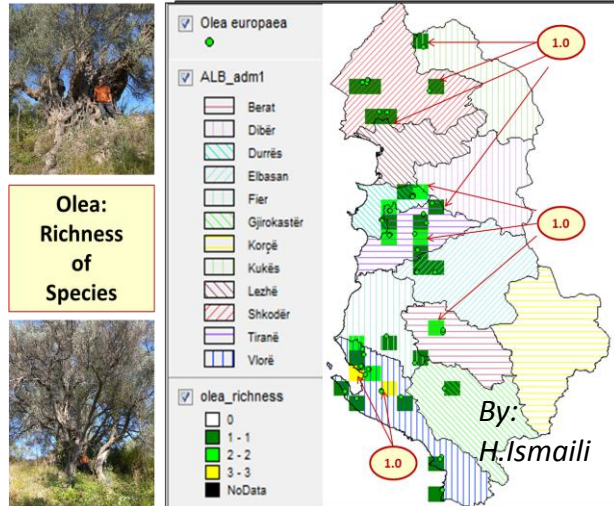 Olea:
Richness
of
Species
Olea europaea
ALB_adm1
Berat
Dibër
Durrës
Elbasan
Fier
Gjirokastër
Korçë
Kukës
Lezhë
Shkodër
Tiranë
Vlorë
olea_richness
0
1 - 1
2 - 2
3 - 3
NoData
1.0
1.0
1.0
By:
H.Ismaili